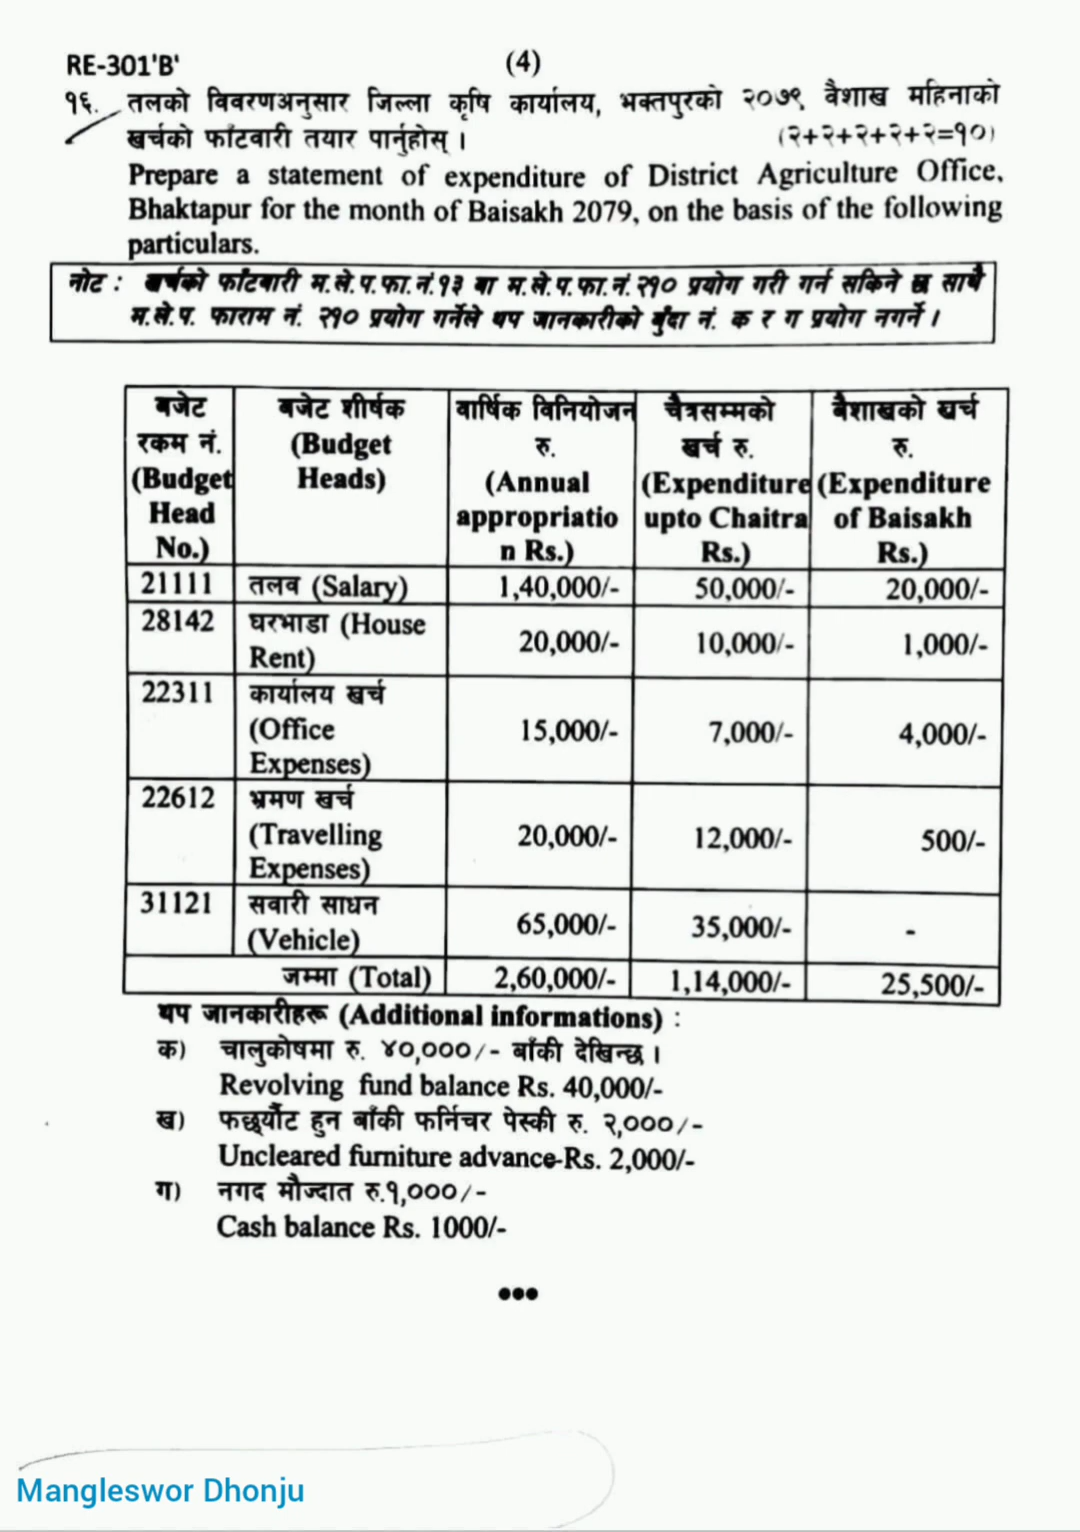 RE-301'B'
(4)
१६. तलको विवरणअनुसार जिल्ला कृषि कार्यालय, भक्तपुरको २०७९ वैशाख महिनाको
खर्चको फाँटवारी तयार पार्नुहोस् । (२+२+२+२+२=१०)
Prepare a statement of expenditure of District Agriculture Office,
Bhaktapur for the month of Baisakh 2079, on the basis of the following
particulars.
नोट : खर्चको फाँटवारी म.ले.प.फा.नं.१३ वा म.ले.प.फा.नं.२१० प्रयोग गरी गर्न सकिने छ साथै
म.ले.प. फाराम नं. २१० प्रयोग गर्नेले थप जानकारीको बुँदा नं. क र ग प्रयोग नगर्ने ।
बजेट रकम नं. (Budget Head No.) | बजेट शीर्षक (Budget Heads) | वार्षिक विनियोजन रु. (Annual appropriation Rs.) | चैत्रसम्मको खर्च रु. (Expenditure upto Chaitra Rs.) | बैशाखको खर्च रु. (Expenditure of Baisakh Rs.)
21111 | तलव (Salary) | 1,40,000/- | 50,000/- | 20,000/-
28142 | घरभाडा (House Rent) | 20,000/- | 10,000/- | 1,000/-
22311 | कार्यालय खर्च (Office Expenses) | 15,000/- | 7,000/- | 4,000/-
22612 | भ्रमण खर्च (Travelling Expenses) | 20,000/- | 12,000/- | 500/-
31121 | सवारी साधन (Vehicle) | 65,000/- | 35,000/- | -
जम्मा (Total) | 2,60,000/- | 1,14,000/- | 25,500/-
थप जानकारीहरू (Additional informations) :
क) चालुकोषमा रु. ४०,०००/- बाँकी देखिन्छ ।
Revolving fund balance Rs. 40,000/-
ख) फर्छ्यौट हुन बाँकी फर्निचर पेस्की रु. २,०००/-
Uncleared furniture advance-Rs. 2,000/-
ग) नगद मौज्दात रु.१,०००/-
Cash balance Rs. 1000/-
●●●
Mangleswor Dhonju